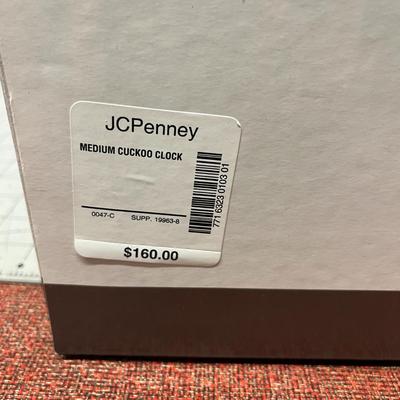 JCPenney
MEDIUM CUCKOO CLOCK
771 6323 0103 01
0047-C SUPP. 19963-8
$160.00